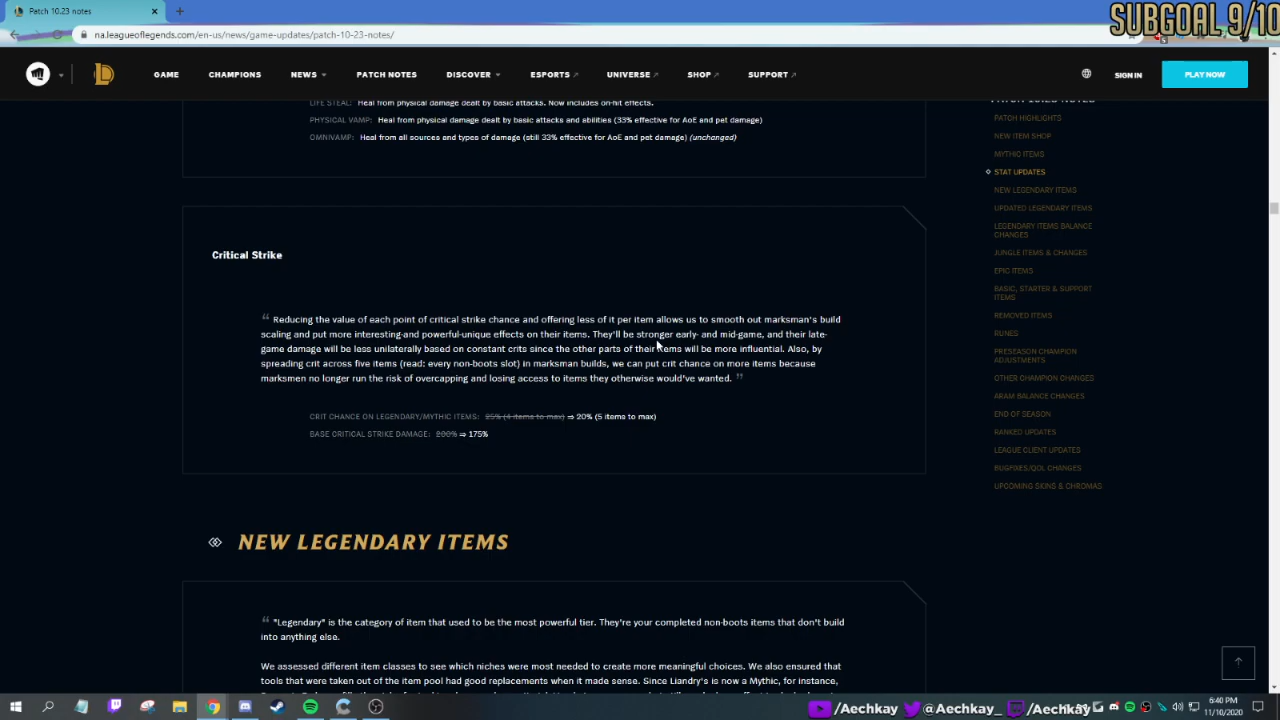 Patch 10.23 notes
SUBGOAL 9/10
na.leagueoflegends.com/en-us/news/game-updates/patch-10-23-notes/
GAME
CHAMPIONS
NEWS
PATCH NOTES
DISCOVER
ESPORTS
UNIVERSE
SHOP
SUPPORT
SIGN IN
PLAY NOW
LIFE STEAL: Heal from physical damage dealt by basic attacks. Now includes on-hit effects.
PHYSICAL VAMP: Heal from physical damage dealt by basic attacks and abilities (33% effective for AoE and pet damage)
OMNIVAMP: Heal from all sources and types of damage (still 33% effective for AoE and pet damage) (unchanged)
Critical Strike
“ Reducing the value of each point of critical strike chance and offering less of it per item allows us to smooth out marksman's build
scaling and put more interesting-and powerful-unique effects on their items. They'll be stronger early- and mid-game, and their late-
game damage will be less unilaterally based on constant crits since the other parts of their items will be more influential. Also, by
spreading crit across five items (read: every non-boots slot) in marksman builds, we can put crit chance on more items because
marksmen no longer run the risk of overcapping and losing access to items they otherwise would've wanted. ”
CRIT CHANCE ON LEGENDARY/MYTHIC ITEMS: 25% (4 items to max) ⇒ 20% (5 items to max)
BASE CRITICAL STRIKE DAMAGE: 200% ⇒ 175%
NEW LEGENDARY ITEMS
“ "Legendary" is the category of item that used to be the most powerful tier. They're your completed non-boots items that don't build
into anything else.
We assessed different item classes to see which niches were most needed to create more meaningful choices. We also ensured that
tools that were taken out of the item pool had good replacements when it made sense. Since Liandry's is now a Mythic, for instance,
PATCH 10.23 NOTES
PATCH HIGHLIGHTS
NEW ITEM SHOP
MYTHIC ITEMS
STAT UPDATES
NEW LEGENDARY ITEMS
UPDATED LEGENDARY ITEMS
LEGENDARY ITEMS BALANCE
CHANGES
JUNGLE ITEMS & CHANGES
EPIC ITEMS
BASIC, STARTER & SUPPORT
ITEMS
REMOVED ITEMS
RUNES
PRESEASON CHAMPION
ADJUSTMENTS
OTHER CHAMPION CHANGES
ARAM BALANCE CHANGES
END OF SEASON
RANKED UPDATES
LEAGUE CLIENT UPDATES
BUGFIXES/QOL CHANGES
UPCOMING SKINS & CHROMAS
/Aechkay
@Aechkay_
/Aechkay
6:40 PM
11/10/2020